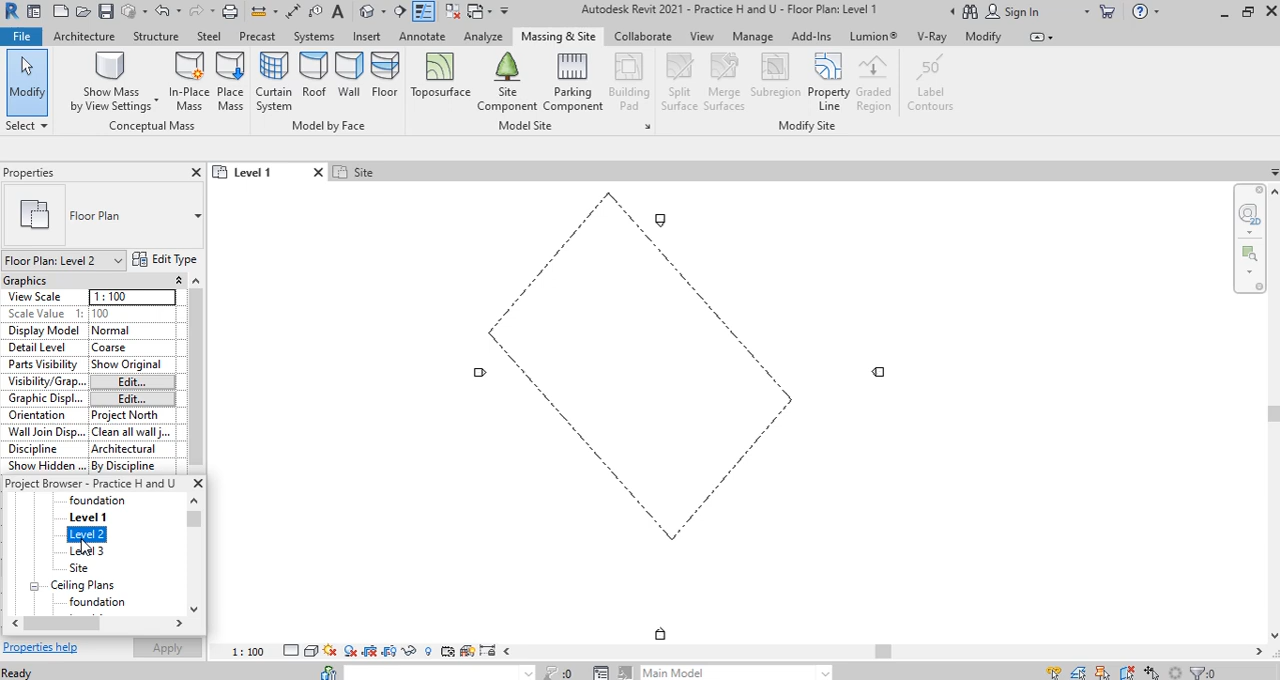 Autodesk Revit 2021 - Practice H and U - Floor Plan: Level 1
Sign In
File Architecture Structure Steel Precast Systems Insert Annotate Analyze Massing & Site Collaborate View Manage Add-Ins Lumion® V-Ray Modify
Modify
Show Mass
by View Settings
In-Place
Mass
Place
Mass
Curtain
System
Roof
Wall
Floor
Toposurface
Site
Component
Parking
Component
Building
Pad
Split
Surface
Merge
Surfaces
Subregion
Property
Line
Graded
Region
Label
Contours
Select
Conceptual Mass
Model by Face
Model Site
Modify Site
Properties
Level 1
Site
Floor Plan
Floor Plan: Level 2
Edit Type
Graphics
View Scale 1 : 100
Scale Value 1: 100
Display Model Normal
Detail Level Coarse
Parts Visibility Show Original
Visibility/Grap... Edit...
Graphic Displ... Edit...
Orientation Project North
Wall Join Disp... Clean all wall j...
Discipline Architectural
Show Hidden ... By Discipline
Project Browser - Practice H and U
foundation
Level 1
Level 2
Level 3
Site
Ceiling Plans
foundation
Properties help
Apply
1 : 100
Ready
:0
Main Model
:0
2D
50